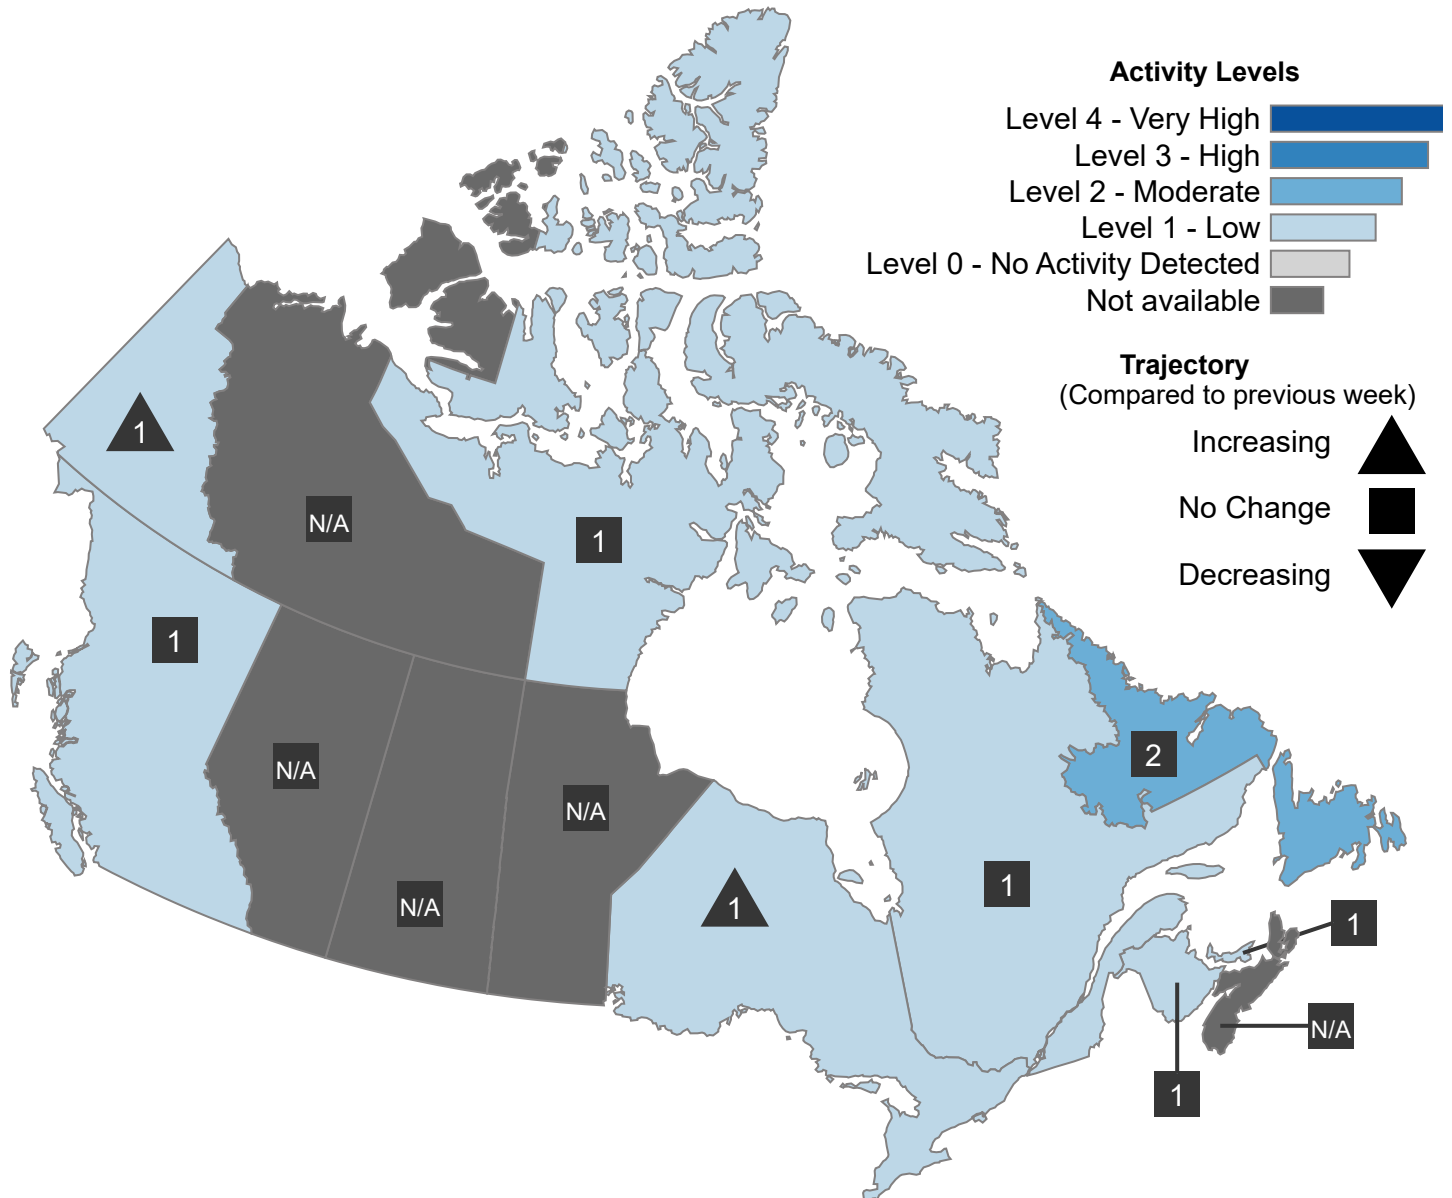 Activity Levels
Level 4 - Very High
Level 3 - High
Level 2 - Moderate
Level 1 - Low
Level 0 - No Activity Detected
Not available
Trajectory
(Compared to previous week)
Increasing
No Change
Decreasing
1
N/A
1
1
N/A
N/A
N/A
1
1
2
1
N/A
1